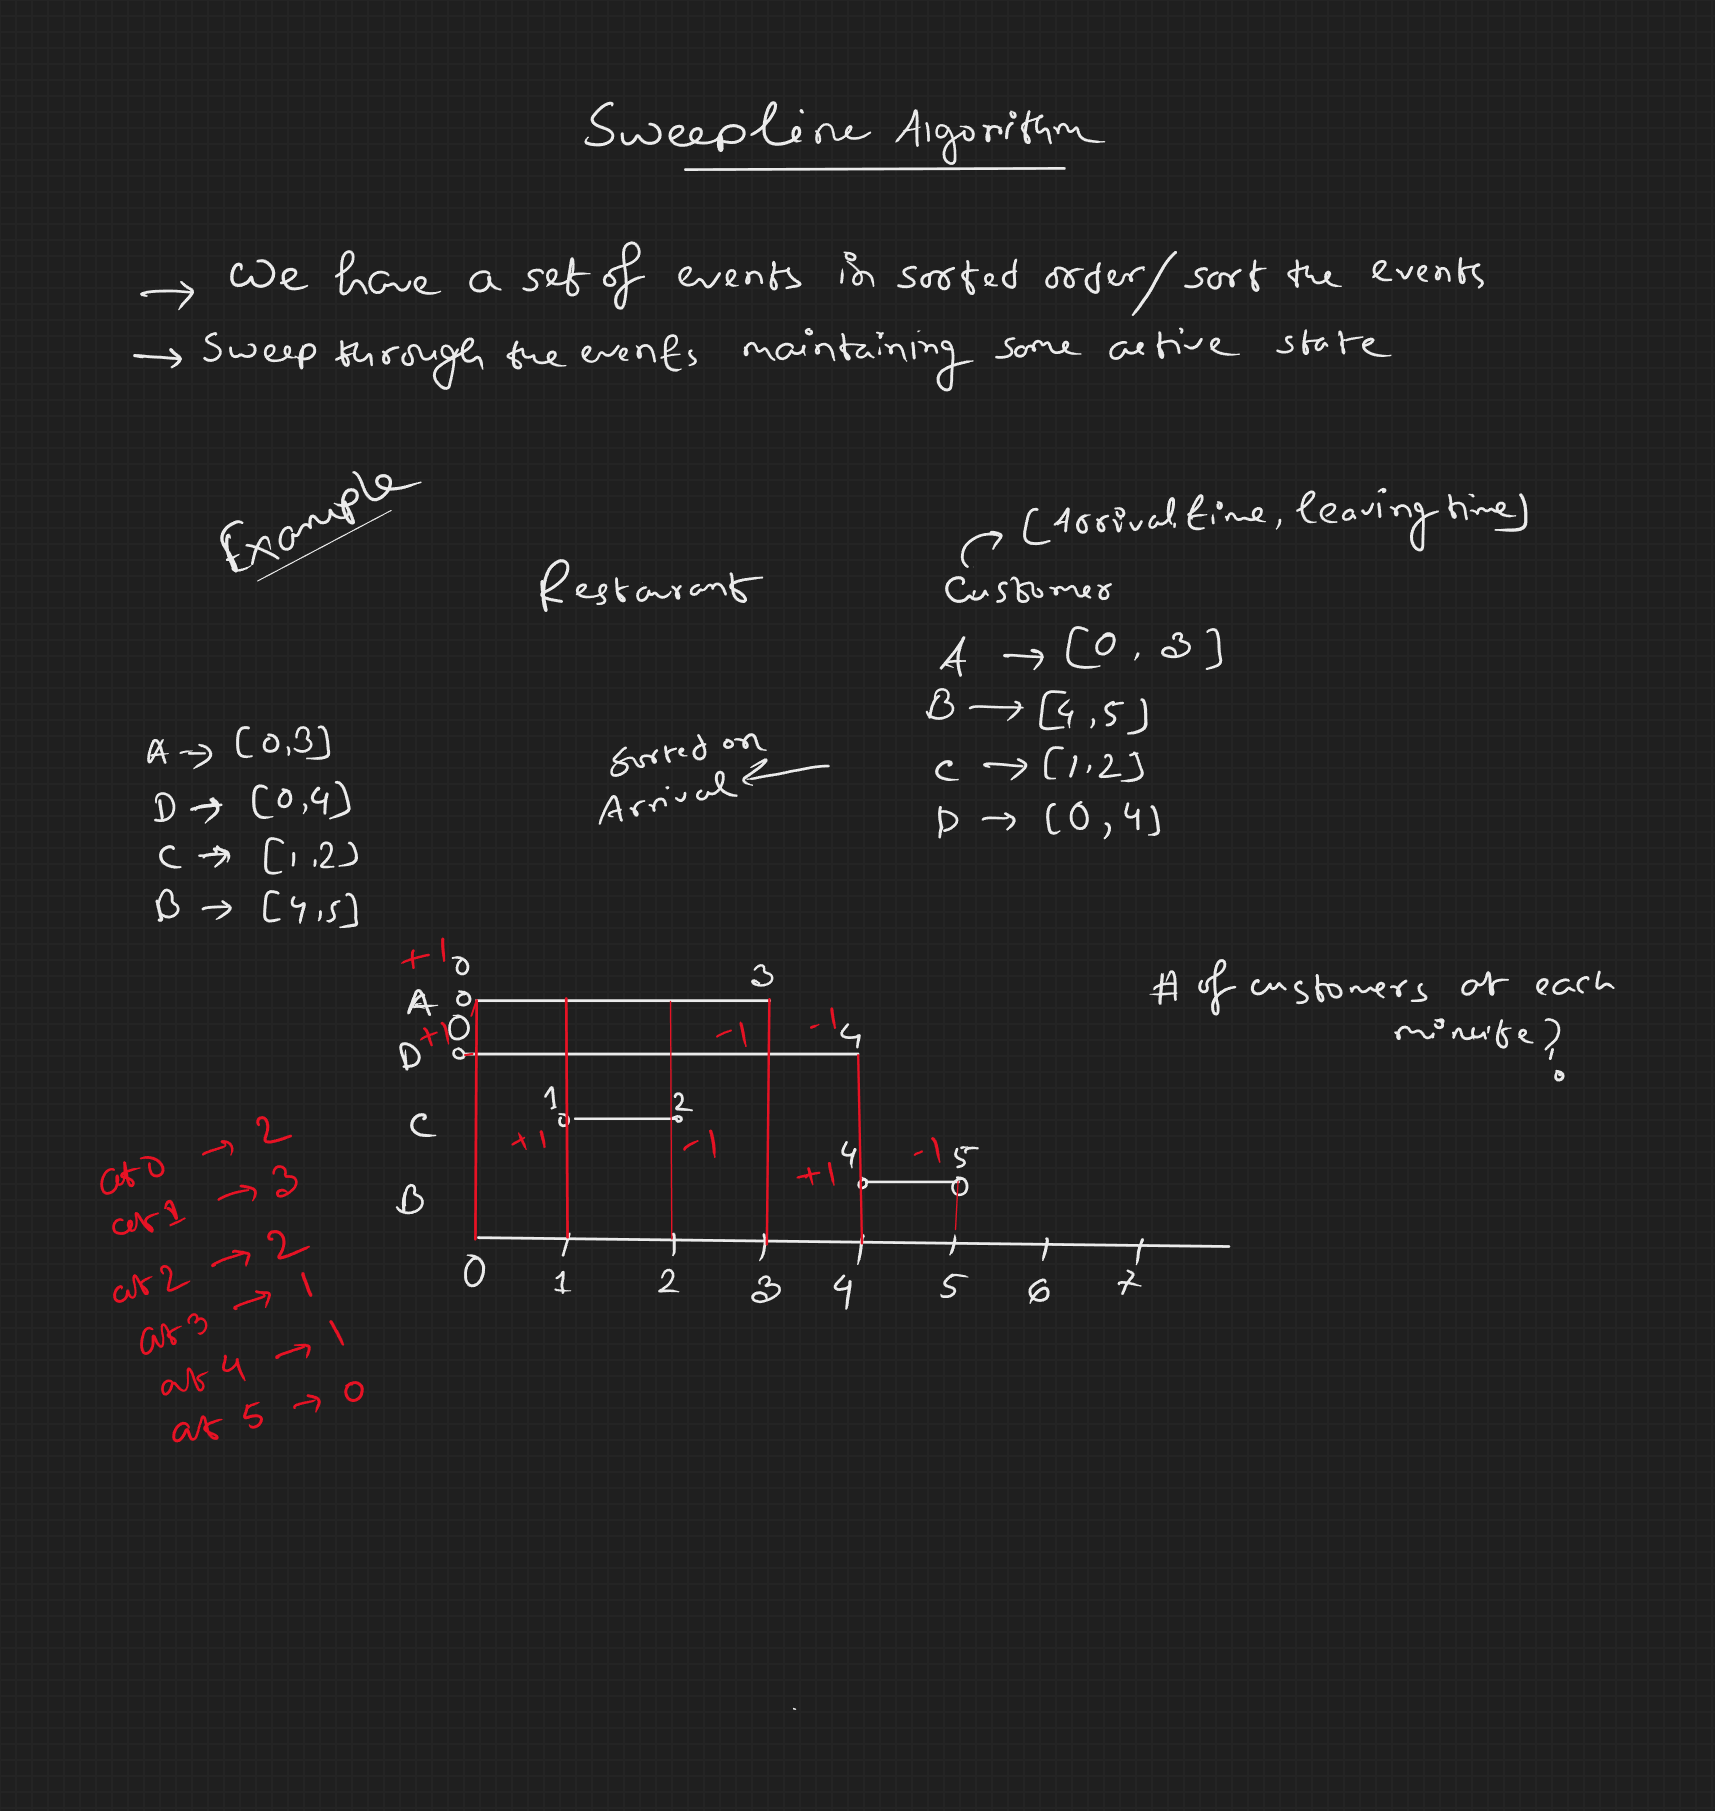 Sweepline Algorithm
→ We have a set of events in sorted order/ sort the events
→ Sweep through the events maintaining some active state
Example
Restaurant
[Arrival time, leaving time]
Customer
A → [0, 3]
B → [4,5]
C → [1,2]
D → [0,4]
Sorted on
Arrival ←
A → [0,3]
D → [0,4]
C → [1,2]
B → [4,5]
# of customers at each
minute?
+1 0 3
A
+1 0 -1 -1 4
D
1 2
C
+1 -1
4 -1 5
+1
B
0 1 2 3 4 5 6 7
at 0 → 2
at 1 → 3
at 2 → 2
at 3 → 1
at 4 → 1
at 5 → 0